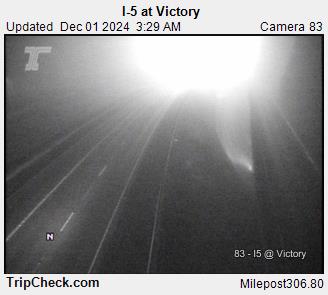 I-5 at Victory
Updated Dec 01 2024 3:29 AM Camera 83
T
N
83 - I5 @ Victory
TripCheck.com Milepost306.80